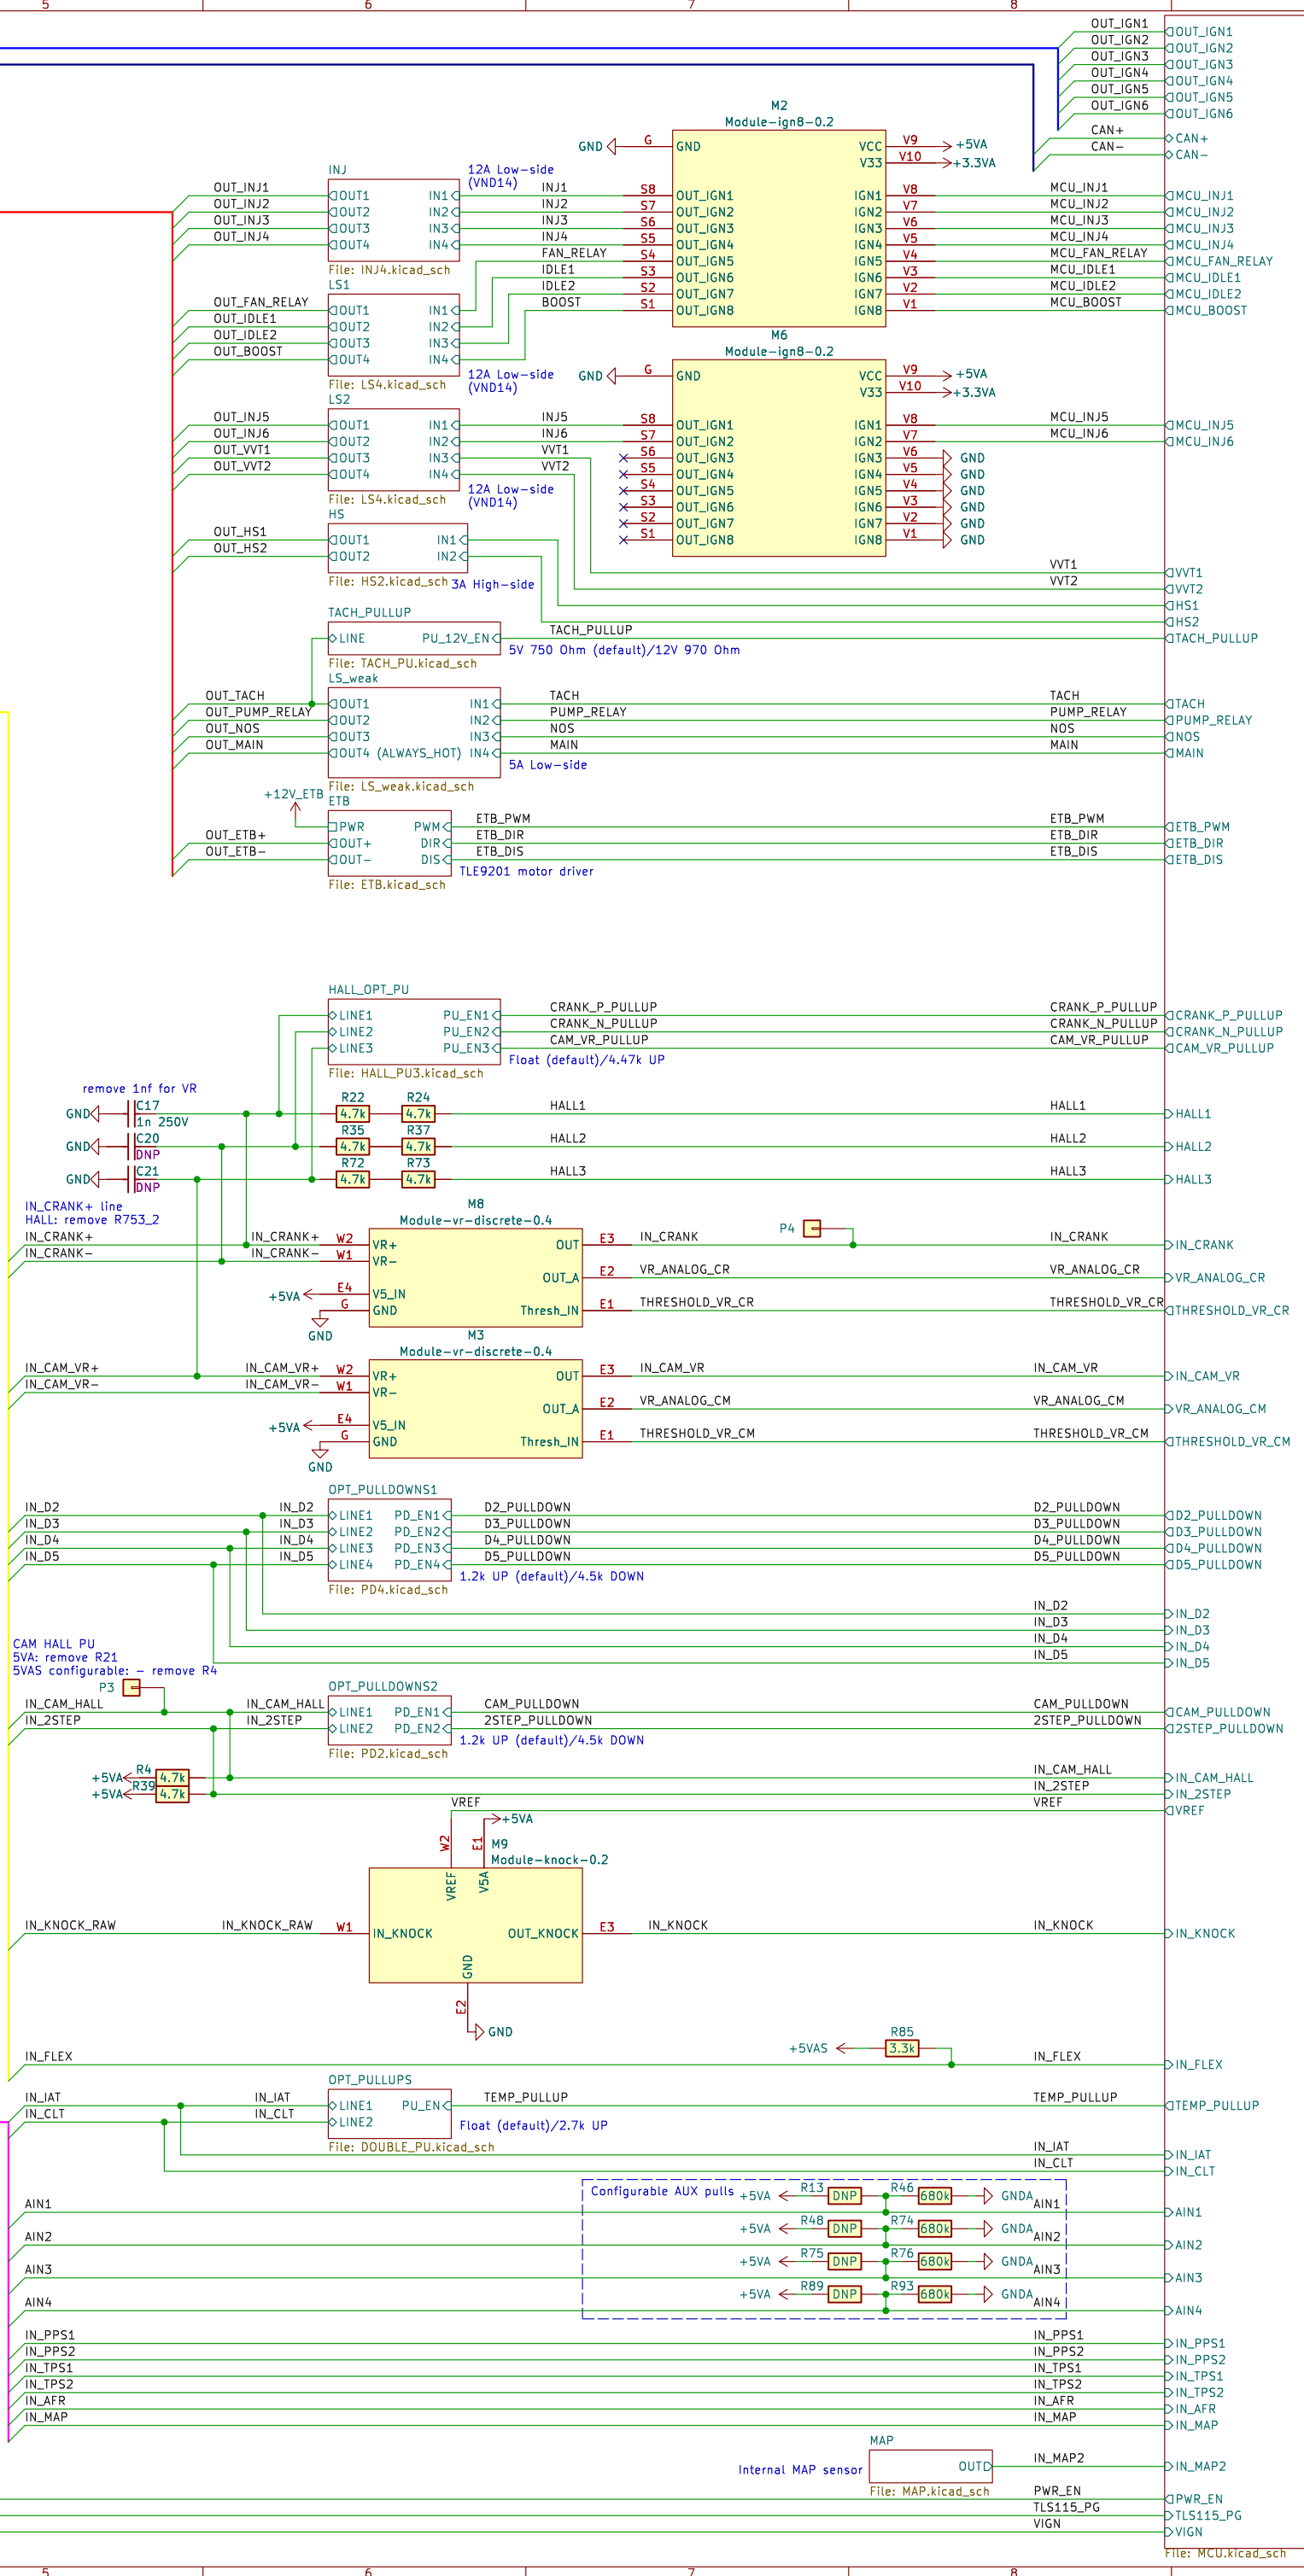 5 6 7 8
OUT_IGN1 OUT_IGN1
OUT_IGN2 OUT_IGN2
OUT_IGN3 OUT_IGN3
OUT_IGN4 OUT_IGN4
OUT_IGN5 OUT_IGN5
OUT_IGN6 OUT_IGN6
CAN+ CAN+
CAN- CAN-
M2
Module-ign8-0.2
GND G GND VCC V9 +5VA
V33 V10 +3.3VA
INJ 12A Low-side
(VND14)
OUT_INJ1 OUT1 IN1 INJ1 S8 OUT_IGN1 IGN1 V8 MCU_INJ1 MCU_INJ1
OUT_INJ2 OUT2 IN2 INJ2 S7 OUT_IGN2 IGN2 V7 MCU_INJ2 MCU_INJ2
OUT_INJ3 OUT3 IN3 INJ3 S6 OUT_IGN3 IGN3 V6 MCU_INJ3 MCU_INJ3
OUT_INJ4 OUT4 IN4 INJ4 S5 OUT_IGN4 IGN4 V5 MCU_INJ4 MCU_INJ4
FAN_RELAY S4 OUT_IGN5 IGN5 V4 MCU_FAN_RELAY MCU_FAN_RELAY
File: INJ4.kicad_sch
IDLE1 S3 OUT_IGN6 IGN6 V3 MCU_IDLE1 MCU_IDLE1
LS1
IDLE2 S2 OUT_IGN7 IGN7 V2 MCU_IDLE2 MCU_IDLE2
OUT_FAN_RELAY OUT1 IN1 BOOST S1 OUT_IGN8 IGN8 V1 MCU_BOOST MCU_BOOST
OUT_IDLE1 OUT2 IN2
OUT_IDLE2 OUT3 IN3
OUT_BOOST OUT4 IN4
M6
Module-ign8-0.2
File: LS4.kicad_sch 12A Low-side
(VND14)
GND G GND VCC V9 +5VA
V33 V10 +3.3VA
LS2
OUT_INJ5 OUT1 IN1 INJ5 S8 OUT_IGN1 IGN1 V8 MCU_INJ5 MCU_INJ5
OUT_INJ6 OUT2 IN2 INJ6 S7 OUT_IGN2 IGN2 V7 MCU_INJ6 MCU_INJ6
OUT_VVT1 OUT3 IN3 VVT1 S6 OUT_IGN3 IGN3 V6 GND
OUT_VVT2 OUT4 IN4 VVT2 S5 OUT_IGN4 IGN4 V5 GND
S4 OUT_IGN5 IGN5 V4 GND
File: LS4.kicad_sch 12A Low-side
(VND14)
S3 OUT_IGN6 IGN6 V3 GND
HS
S2 OUT_IGN7 IGN7 V2 GND
OUT_HS1 OUT1 IN1 S1 OUT_IGN8 IGN8 V1 GND
OUT_HS2 OUT2 IN2
File: HS2.kicad_sch 3A High-side
VVT1 VVT1
VVT2 VVT2
HS1
HS2
TACH_PULLUP
LINE PU_12V_EN TACH_PULLUP TACH_PULLUP
5V 750 Ohm (default)/12V 970 Ohm
File: TACH_PU.kicad_sch
LS_weak
OUT_TACH OUT1 IN1 TACH TACH TACH
OUT_PUMP_RELAY OUT2 IN2 PUMP_RELAY PUMP_RELAY PUMP_RELAY
OUT_NOS OUT3 IN3 NOS NOS NOS
OUT_MAIN OUT4 (ALWAYS_HOT) IN4 MAIN MAIN MAIN
5A Low-side
File: LS_weak.kicad_sch
+12V_ETB ETB
PWR PWM ETB_PWM ETB_PWM ETB_PWM
OUT_ETB+ OUT+ DIR ETB_DIR ETB_DIR ETB_DIR
OUT_ETB- OUT- DIS ETB_DIS ETB_DIS ETB_DIS
TLE9201 motor driver
File: ETB.kicad_sch
HALL_OPT_PU
LINE1 PU_EN1 CRANK_P_PULLUP CRANK_P_PULLUP CRANK_P_PULLUP
LINE2 PU_EN2 CRANK_N_PULLUP CRANK_N_PULLUP CRANK_N_PULLUP
LINE3 PU_EN3 CAM_VR_PULLUP CAM_VR_PULLUP CAM_VR_PULLUP
Float (default)/4.47k UP
File: HALL_PU3.kicad_sch
remove 1nf for VR
GND C17 1n 250V R22 4.7k R24 4.7k HALL1 HALL1 HALL1
GND C20 DNP R35 4.7k R37 4.7k HALL2 HALL2 HALL2
GND C21 DNP R72 4.7k R73 4.7k HALL3 HALL3 HALL3
IN_CRANK+ line
HALL: remove R753_2
M8
Module-vr-discrete-0.4
P4
IN_CRANK+ IN_CRANK+ W2 VR+ OUT E3 IN_CRANK IN_CRANK IN_CRANK
IN_CRANK- IN_CRANK- W1 VR-
OUT_A E2 VR_ANALOG_CR VR_ANALOG_CR VR_ANALOG_CR
+5VA E4 V5_IN
G GND Thresh_IN E1 THRESHOLD_VR_CR THRESHOLD_VR_CR THRESHOLD_VR_CR
GND
M3
Module-vr-discrete-0.4
IN_CAM_VR+ IN_CAM_VR+ W2 VR+ OUT E3 IN_CAM_VR IN_CAM_VR IN_CAM_VR
IN_CAM_VR- IN_CAM_VR- W1 VR-
OUT_A E2 VR_ANALOG_CM VR_ANALOG_CM VR_ANALOG_CM
+5VA E4 V5_IN
G GND Thresh_IN E1 THRESHOLD_VR_CM THRESHOLD_VR_CM THRESHOLD_VR_CM
GND
OPT_PULLDOWNS1
IN_D2 IN_D2 LINE1 PD_EN1 D2_PULLDOWN D2_PULLDOWN D2_PULLDOWN
IN_D3 IN_D3 LINE2 PD_EN2 D3_PULLDOWN D3_PULLDOWN D3_PULLDOWN
IN_D4 IN_D4 LINE3 PD_EN3 D4_PULLDOWN D4_PULLDOWN D4_PULLDOWN
IN_D5 IN_D5 LINE4 PD_EN4 D5_PULLDOWN D5_PULLDOWN D5_PULLDOWN
1.2k UP (default)/4.5k DOWN
File: PD4.kicad_sch
IN_D2 IN_D2
IN_D3 IN_D3
IN_D4 IN_D4
IN_D5 IN_D5
CAM HALL PU
5VA: remove R21
5VAS configurable: - remove R4
P3 OPT_PULLDOWNS2
IN_CAM_HALL IN_CAM_HALL LINE1 PD_EN1 CAM_PULLDOWN CAM_PULLDOWN CAM_PULLDOWN
IN_2STEP IN_2STEP LINE2 PD_EN2 2STEP_PULLDOWN 2STEP_PULLDOWN 2STEP_PULLDOWN
1.2k UP (default)/4.5k DOWN
File: PD2.kicad_sch
+5VA R4 4.7k IN_CAM_HALL IN_CAM_HALL
+5VA R39 4.7k IN_2STEP IN_2STEP
VREF VREF VREF
W2 E1 +5VA
M9
Module-knock-0.2
VREF V5A
IN_KNOCK_RAW IN_KNOCK_RAW W1 IN_KNOCK OUT_KNOCK E3 IN_KNOCK IN_KNOCK IN_KNOCK
GND
E2
GND
+5VAS R85 3.3k
IN_FLEX IN_FLEX IN_FLEX
OPT_PULLUPS
IN_IAT IN_IAT LINE1 PU_EN TEMP_PULLUP TEMP_PULLUP TEMP_PULLUP
IN_CLT IN_CLT LINE2
Float (default)/2.7k UP
File: DOUBLE_PU.kicad_sch
IN_IAT IN_IAT
IN_CLT IN_CLT
Configurable AUX pulls
+5VA R13 DNP R46 680k GNDA
AIN1 AIN1 AIN1
+5VA R48 DNP R74 680k GNDA
AIN2 AIN2 AIN2
+5VA R75 DNP R76 680k GNDA
AIN3 AIN3 AIN3
+5VA R89 DNP R93 680k GNDA
AIN4 AIN4 AIN4
IN_PPS1 IN_PPS1 IN_PPS1
IN_PPS2 IN_PPS2 IN_PPS2
IN_TPS1 IN_TPS1 IN_TPS1
IN_TPS2 IN_TPS2 IN_TPS2
IN_AFR IN_AFR IN_AFR
IN_MAP IN_MAP IN_MAP
MAP
Internal MAP sensor OUT IN_MAP2 IN_MAP2
File: MAP.kicad_sch
PWR_EN PWR_EN
TLS115_PG TLS115_PG
VIGN VIGN
File: MCU.kicad_sch
5 6 7 8